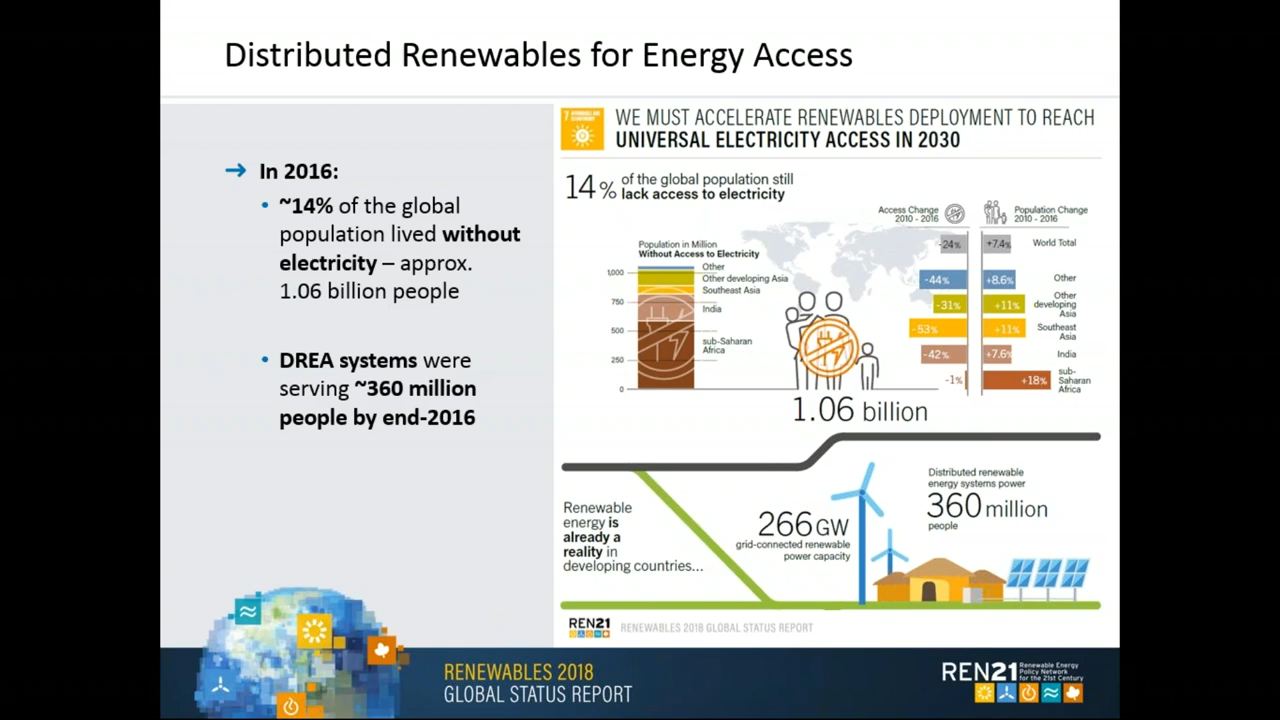 Distributed Renewables for Energy Access
→ In 2016:
• ~14% of the global
population lived without
electricity – approx.
1.06 billion people
• DREA systems were
serving ~360 million
people by end-2016
7
WE MUST ACCELERATE RENEWABLES DEPLOYMENT TO REACH
UNIVERSAL ELECTRICITY ACCESS IN 2030
14% of the global population still
lack access to electricity
Population in Million
Without Access to Electricity
1,000
750
500
250
0
Other
Other developing Asia
Southeast Asia
India
sub-Saharan
Africa
1.06 billion
Access Change
2010 - 2016
Population Change
2010 - 2016
-24% +7.4% World Total
-44% +8.6% Other
-31% +11% Other
developing
Asia
-53% +11% Southeast
Asia
-42% +7.6% India
-1% +18% sub-
Saharan
Africa
Renewable
energy is
already a
reality in
developing countries...
266 GW
grid-connected renewable
power capacity
Distributed renewable
energy systems power
360 million
people
REN21 RENEWABLES 2018 GLOBAL STATUS REPORT
RENEWABLES 2018
GLOBAL STATUS REPORT
REN21 Renewable Energy
Policy Network
for the 21st Century